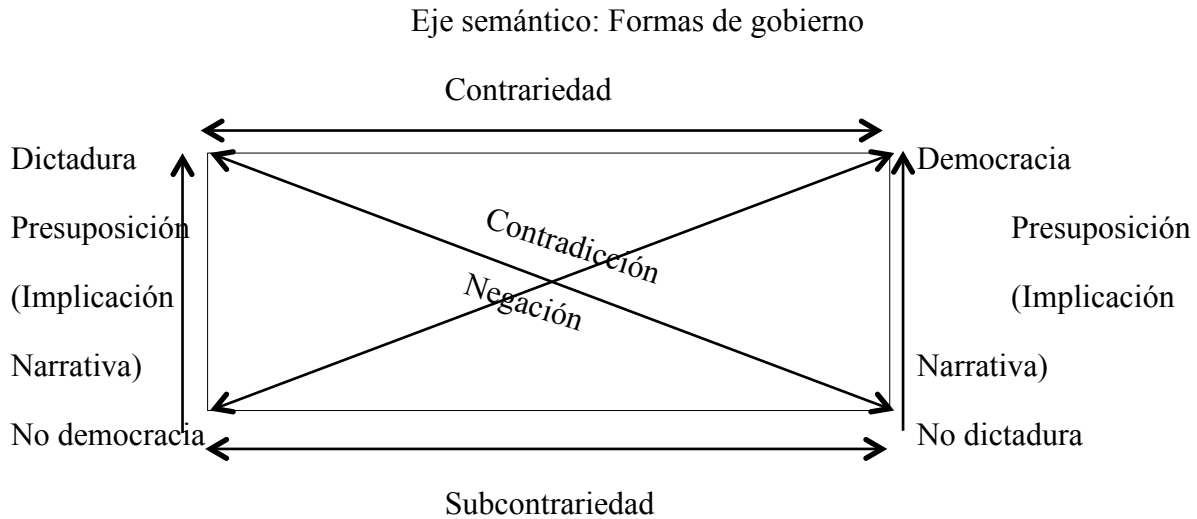 Eje semántico: Formas de gobierno
Contrariedad
Dictadura
Democracia
Presuposición
(Implicación
Narrativa)
Contradicción
Negación
Presuposición
(Implicación
Narrativa)
No democracia
No dictadura
Subcontrariedad